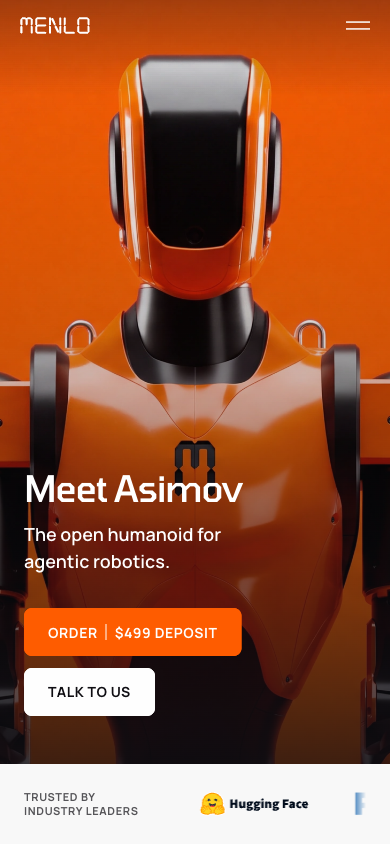 MENLO
Meet Asimov
The open humanoid for
agentic robotics.
ORDER | $499 DEPOSIT
TALK TO US
TRUSTED BY
INDUSTRY LEADERS
Hugging Face